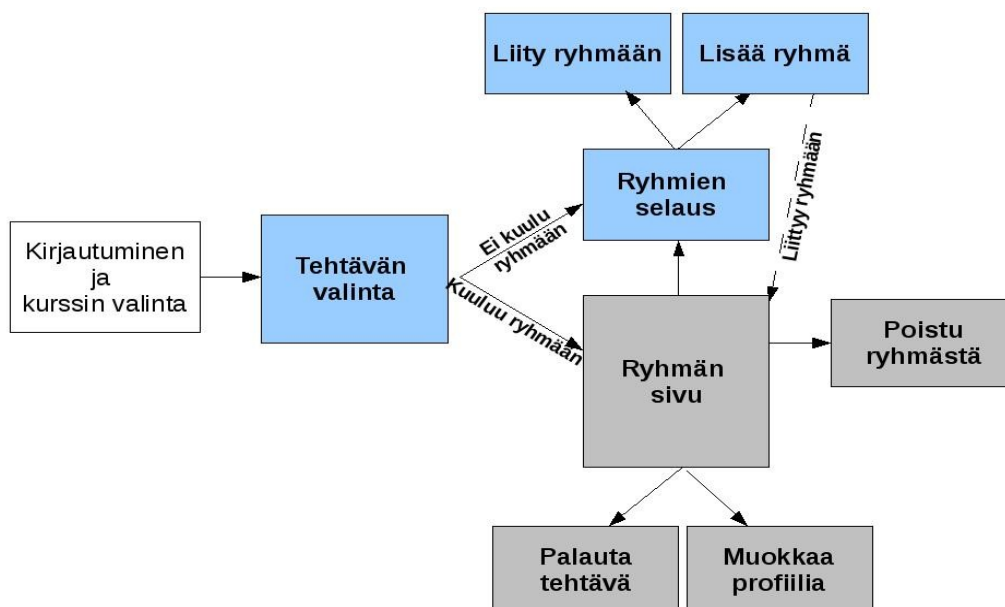 Liity ryhmään
Lisää ryhmä
Ryhmien
selaus
Liittyy ryhmään
Ei kuulu
ryhmään
Kirjautuminen
ja
kurssin valinta
Tehtävän
valinta
Kuuluu ryhmään
Ryhmän
sivu
Poistu
ryhmästä
Palauta
tehtävä
Muokkaa
profiilia